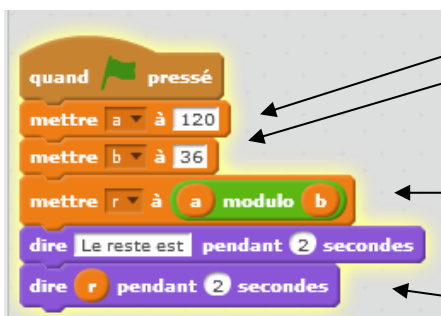 quand pressé
mettre a à 120
mettre b à 36
mettre r à a modulo b
dire Le reste est pendant 2 secondes
dire r pendant 2 secondes